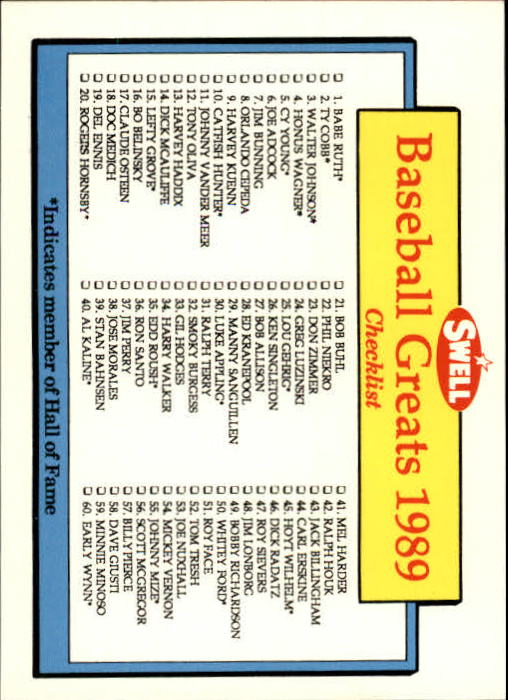 SWELL
Baseball Greats 1989
Checklist
☐ 1. BABE RUTH*
☐ 2. TY COBB*
☐ 3. WALTER JOHNSON*
☐ 4. HONUS WAGNER*
☐ 5. CY YOUNG*
☐ 6. JOE ADCOCK
☐ 7. JIM BUNNING
☐ 8. ORLANDO CEPEDA
☐ 9. HARVEY KUENN
☐ 10. CATFISH HUNTER*
☐ 11. JOHNNY VANDER MEER
☐ 12. TONY OLIVA
☐ 13. HARVEY HADDIX
☐ 14. DICK MCAULIFFE
☐ 15. LEFTY GROVE*
☐ 16. BO BELINSKY
☐ 17. CLAUDE OSTEEN
☐ 18. DOC MEDICH
☐ 19. DEL ENNIS
☐ 20. ROGERS HORNSBY*
☐ 21. BOB BUHL
☐ 22. PHIL NIEKRO
☐ 23. DON ZIMMER
☐ 24. GREG LUZINSKI
☐ 25. LOU GEHRIG*
☐ 26. KEN SINGLETON
☐ 27. BOB ALLISON
☐ 28. ED KRANEPOOL
☐ 29. MANNY SANGUILLEN
☐ 30. LUKE APPLING*
☐ 31. RALPH TERRY
☐ 32. SMOKY BURGESS
☐ 33. GIL HODGES
☐ 34. HARRY WALKER
☐ 35. EDD ROUSH*
☐ 36. RON SANTO
☐ 37. JIM PERRY
☐ 38. JOSE MORALES
☐ 39. STAN BAHNSEN
☐ 40. AL KALINE*
☐ 41. MEL HARDER
☐ 42. RALPH HOUK
☐ 43. JACK BILLINGHAM
☐ 44. CARL ERSKINE
☐ 45. HOYT WILHELM*
☐ 46. DICK RADATZ
☐ 47. ROY SIEVERS
☐ 48. JIM LONBORG
☐ 49. BOBBY RICHARDSON
☐ 50. WHITEY FORD*
☐ 51. ROY FACE
☐ 52. TOM TRESH
☐ 53. JOE NUXHALL
☐ 54. MICKEY VERNON
☐ 55. JOHNNY MIZE*
☐ 56. SCOTT MCGREGOR
☐ 57. BILLY PIERCE
☐ 58. DAVE GIUSTI
☐ 59. MINNIE MINOSO
☐ 60. EARLY WYNN*
*Indicates member of Hall of Fame